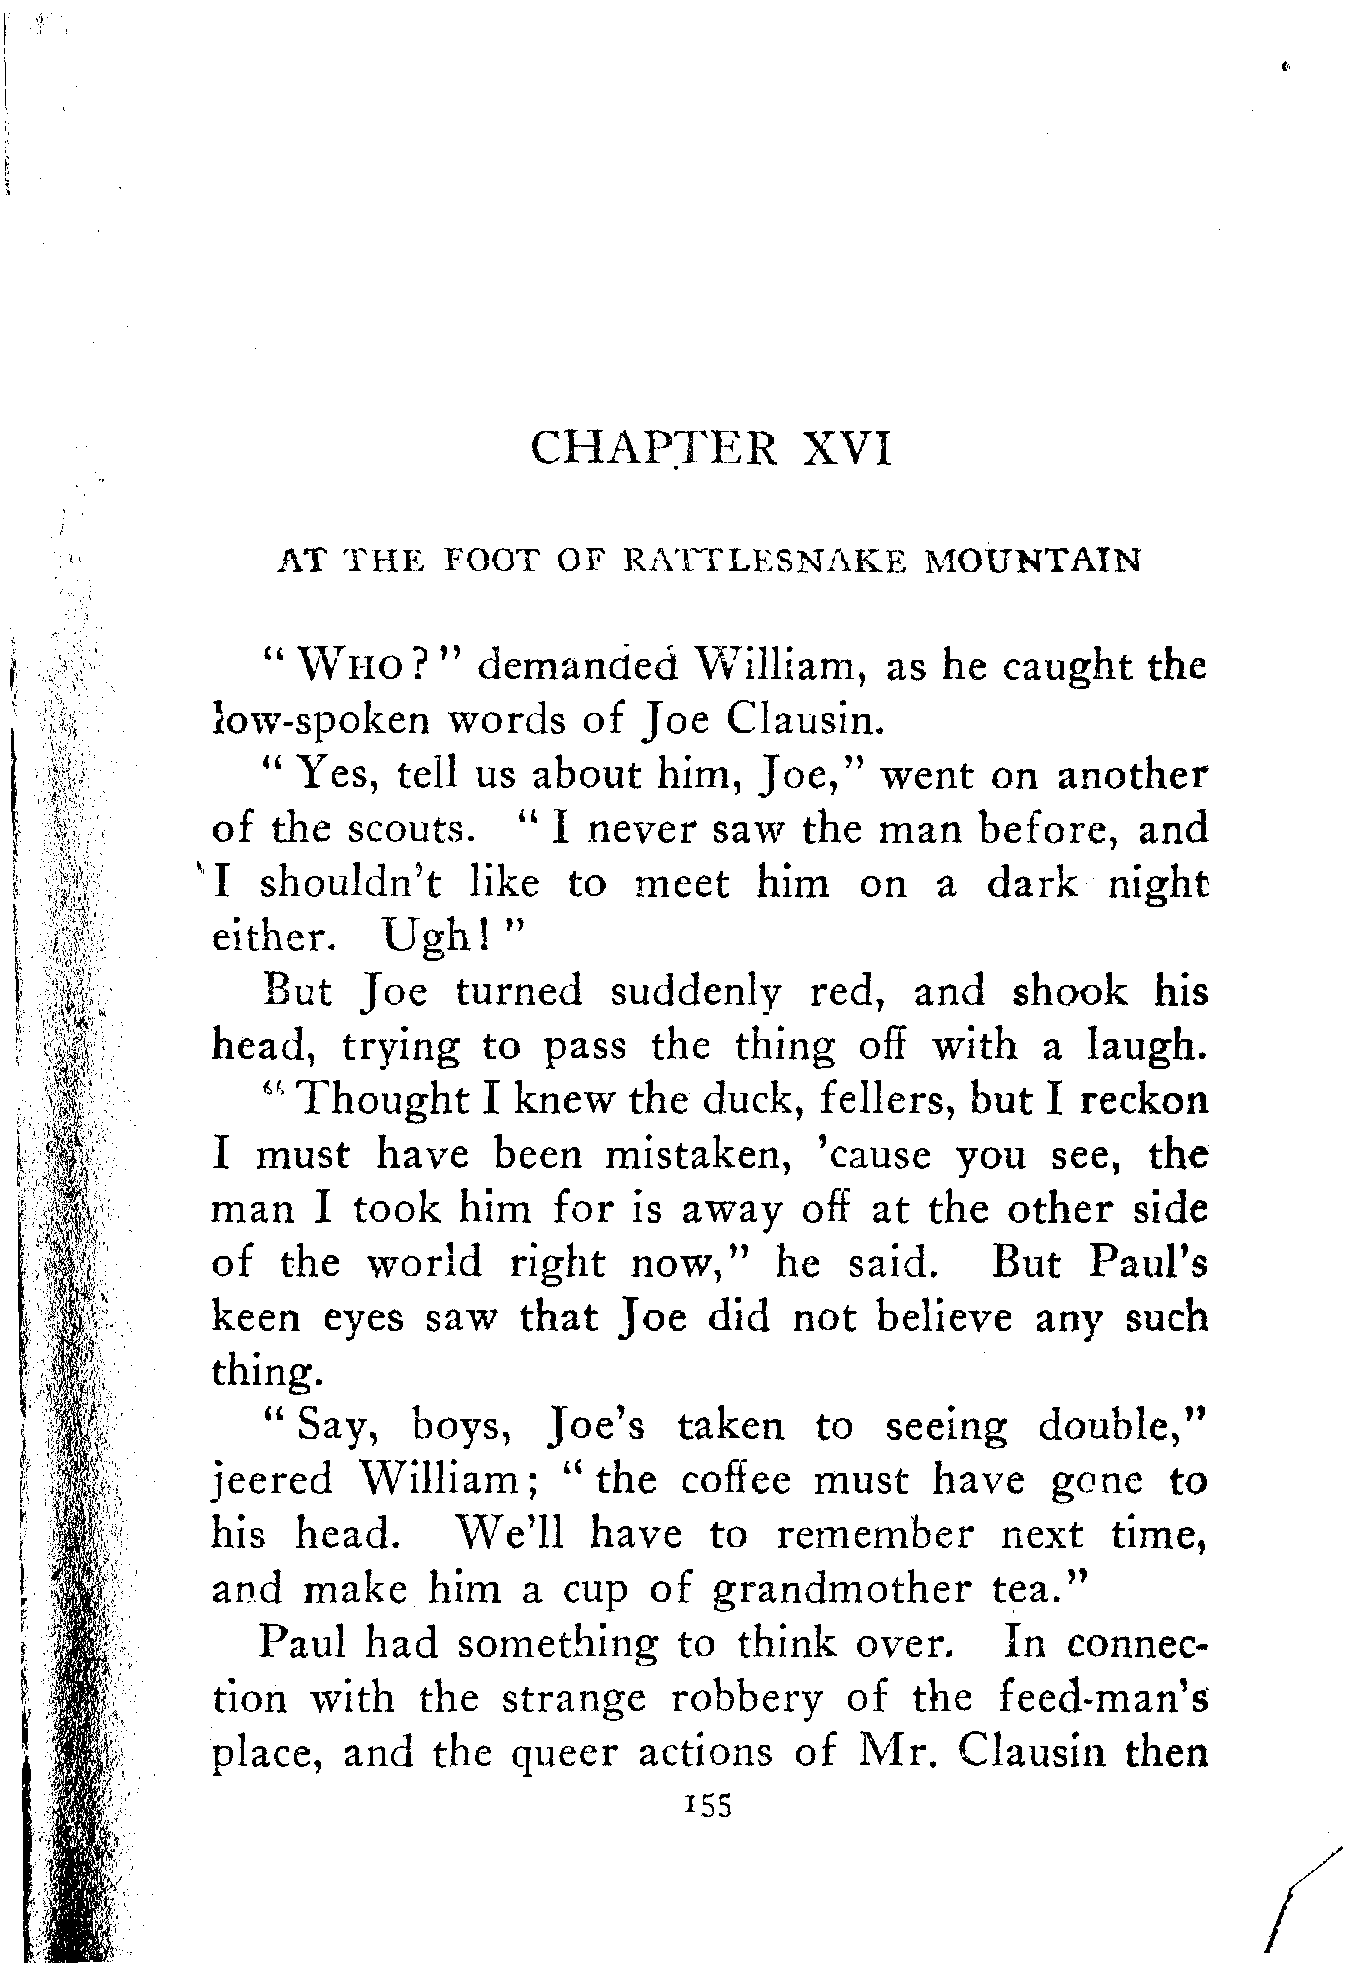 CHAPTER XVI
AT THE FOOT OF RATTLESNAKE MOUNTAIN
" WHO ? " demanded William, as he caught the
low-spoken words of Joe Clausin.
" Yes, tell us about him, Joe," went on another
of the scouts. " I never saw the man before, and
I shouldn't like to meet him on a dark night
either. Ugh! "
But Joe turned suddenly red, and shook his
head, trying to pass the thing off with a laugh.
" Thought I knew the duck, fellers, but I reckon
I must have been mistaken, 'cause you see, the
man I took him for is away off at the other side
of the world right now," he said. But Paul's
keen eyes saw that Joe did not believe any such
thing.
" Say, boys, Joe's taken to seeing double,"
jeered William; " the coffee must have gone to
his head. We'll have to remember next time,
and make him a cup of grandmother tea."
Paul had something to think over. In connec-
tion with the strange robbery of the feed-man's
place, and the queer actions of Mr. Clausin then
155